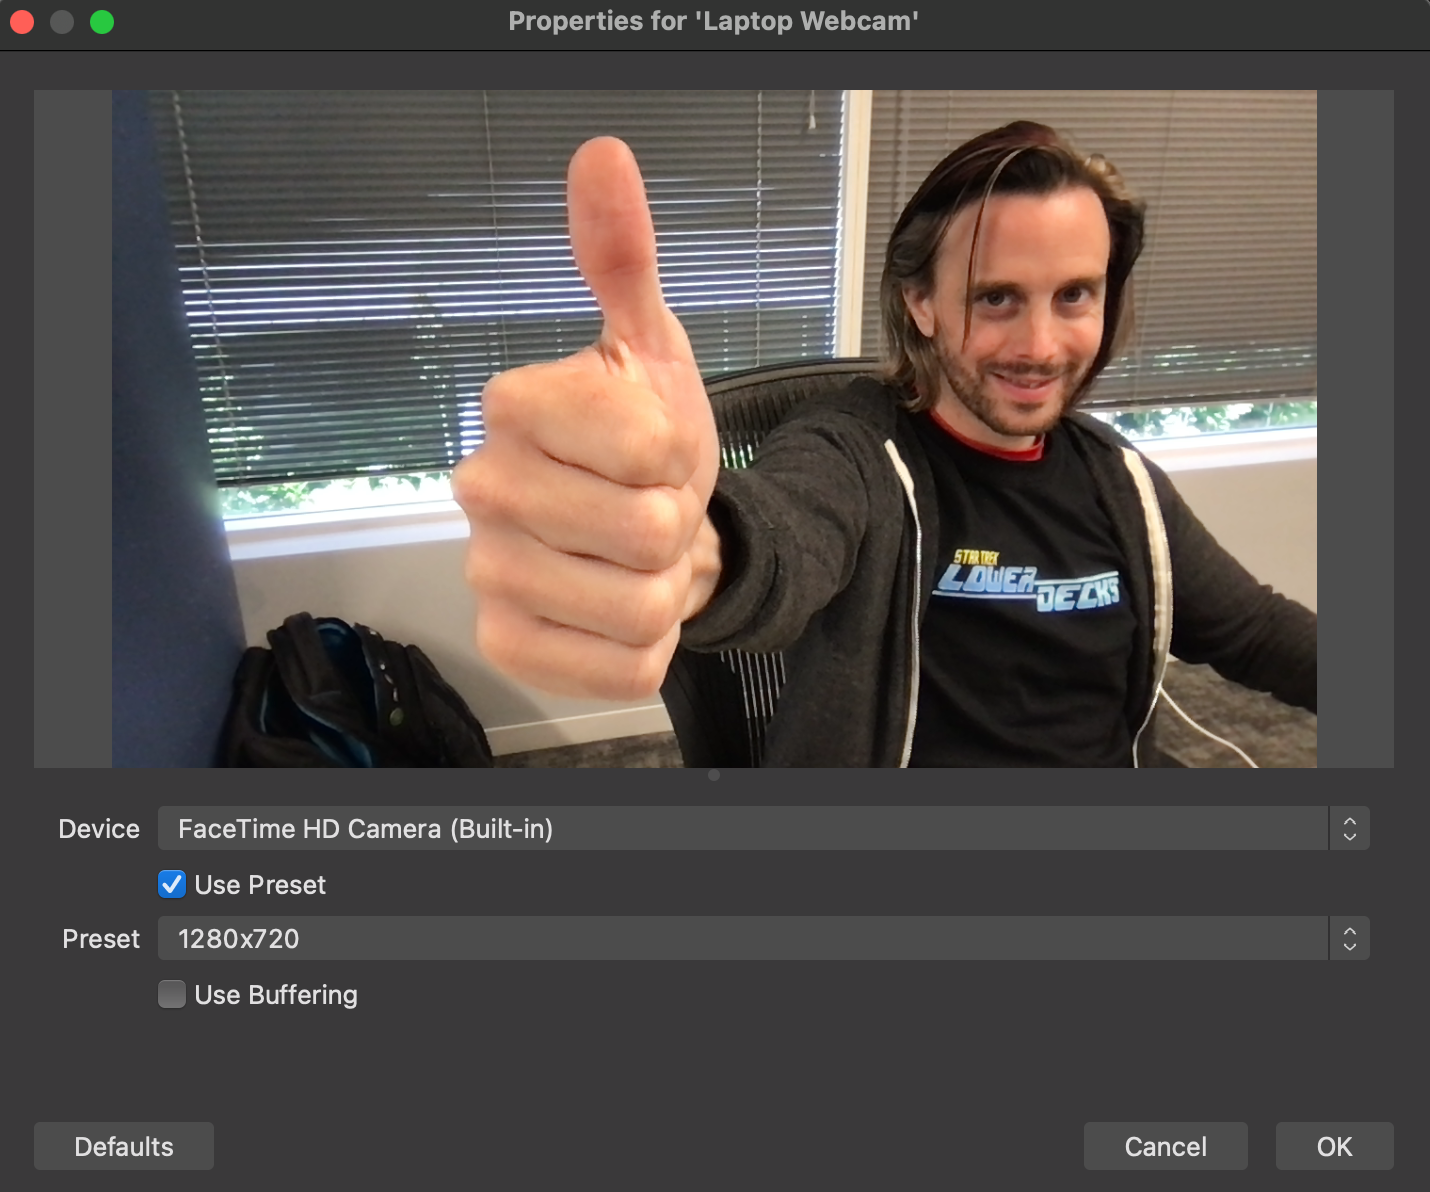 Properties for 'Laptop Webcam'
STAR TREK
LOWER
DECKS
Device FaceTime HD Camera (Built-in)
Use Preset
Preset 1280x720
Use Buffering
Defaults Cancel OK